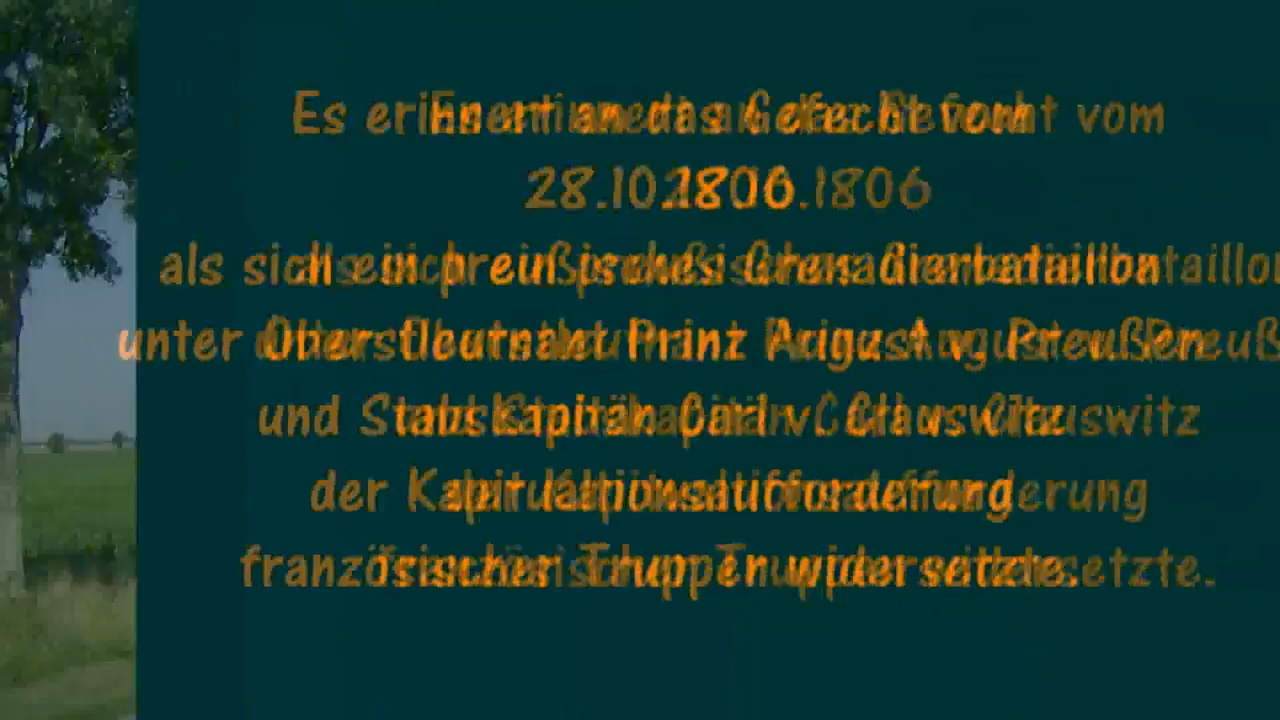 Es erinnert an das Gefecht vom
28.10.1806
als sich ein preußisches Grenadierbataillon
unter Oberstleutnant Prinz August v. Preußen
und Stabskapitän Carl v. Clauswitz
der Kapitulationsaufforderung
französischer Truppen widersetzte.